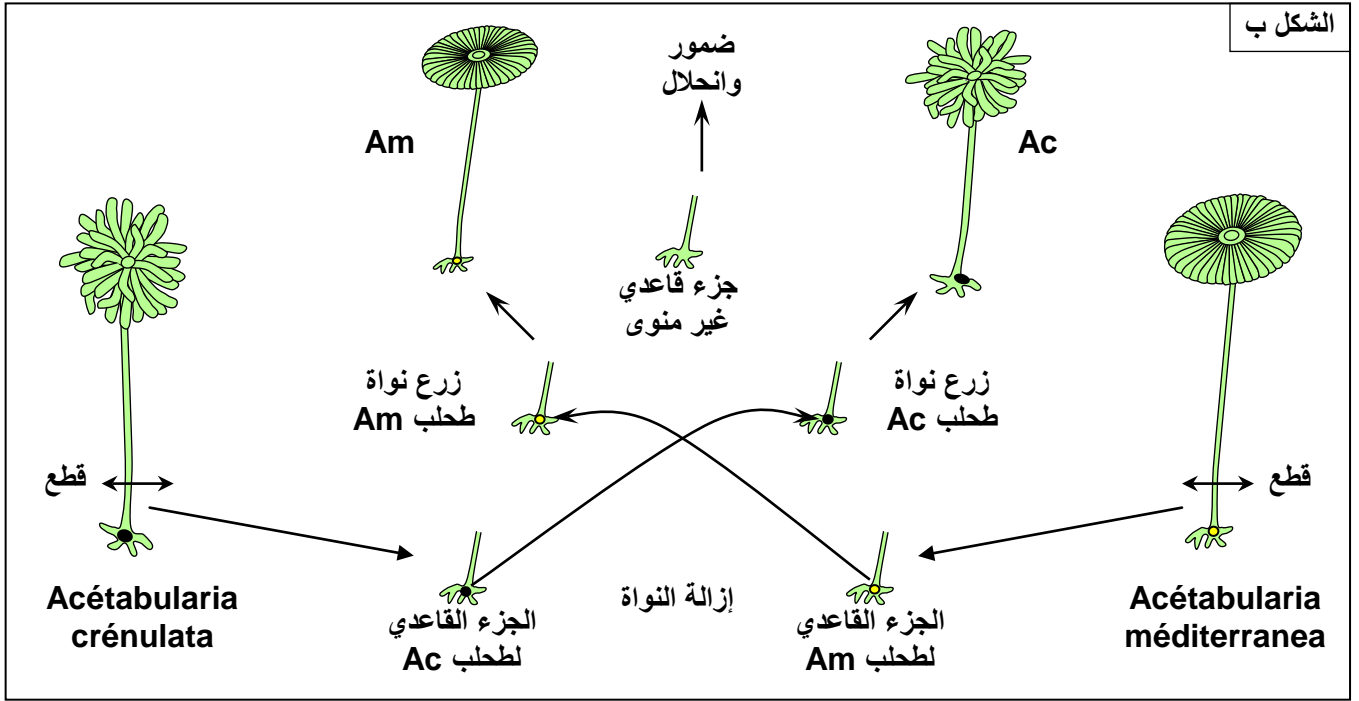 الشكل ب
ضمور
وانحلال
Am
Ac
جزء قاعدي
غير منوى
زرع نواة
طحلب Am
زرع نواة
طحلب Ac
قطع
قطع
Acétabularia
crénulata
الجزء القاعدي
لطحلب Ac
إزالة النواة
الجزء القاعدي
لطحلب Am
Acétabularia
méditerranea